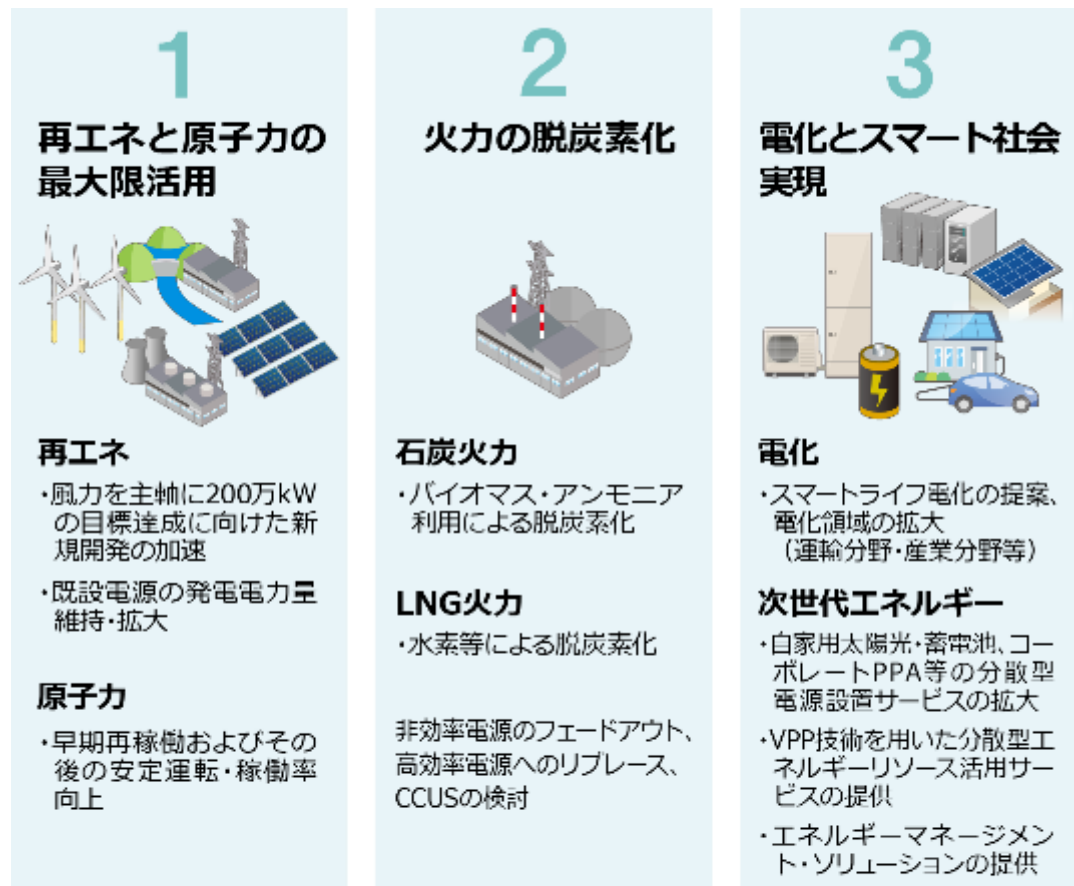 1
再エネと原子力の
最大限活用
再エネ
・風力を主軸に200万kW
の目標達成に向けた新
規開発の加速
・既設電源の発電電力量
維持・拡大
原子力
・早期再稼働およびその
後の安定運転・稼働率
向上
2
火力の脱炭素化
石炭火力
・バイオマス・アンモニア
利用による脱炭素化
LNG火力
・水素等による脱炭素化
非効率電源のフェードアウト、
高効率電源へのリプレース、
CCUSの検討
3
電化とスマート社会
実現
電化
・スマートライフ電化の提案、
電化領域の拡大
（運輸分野・産業分野等）
次世代エネルギー
・自家用太陽光・蓄電池、コー
ポレートPPA等の分散型
電源設置サービスの拡大
・VPP技術を用いた分散型エ
ネルギーリソース活用サー
ビスの提供
・エネルギーマネージメン
ト・ソリューションの提供